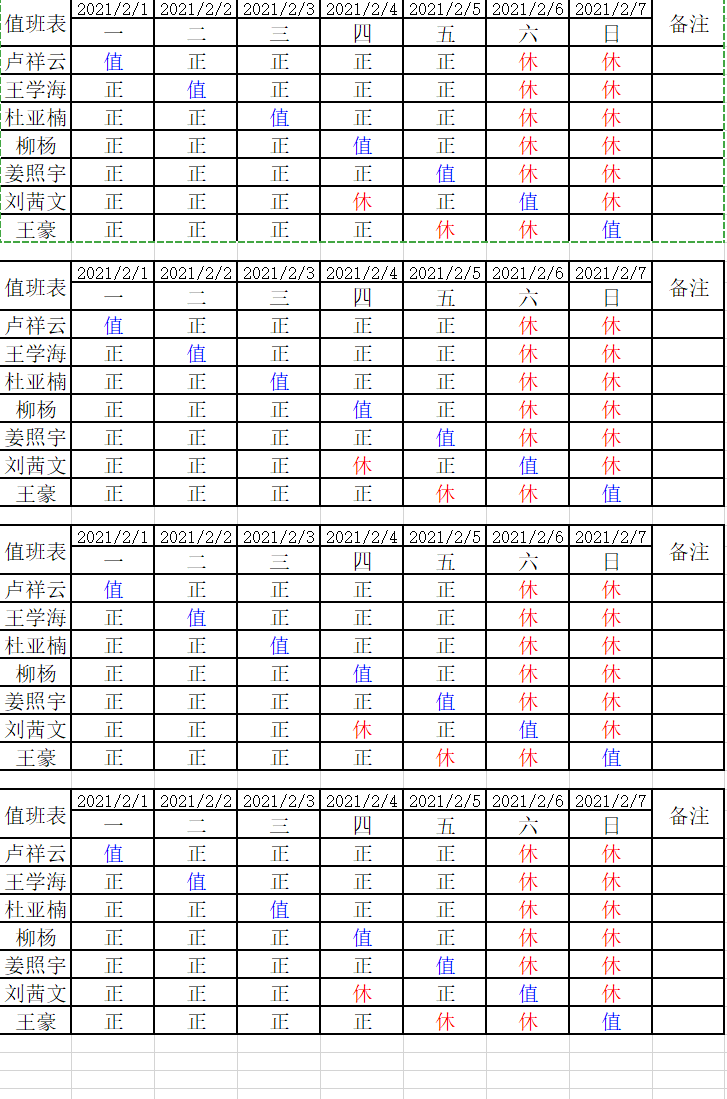 值班表 2021/2/1 2021/2/2 2021/2/3 2021/2/4 2021/2/5 2021/2/6 2021/2/7 备注
一 二 三 四 五 六 日
卢祥云 值 正 正 正 正 休 休
王学海 正 值 正 正 正 休 休
杜亚楠 正 正 值 正 正 休 休
柳杨 正 正 正 值 正 休 休
姜照宇 正 正 正 正 值 休 休
刘茜文 正 正 正 休 正 值 休
王豪 正 正 正 正 休 休 值
值班表 2021/2/1 2021/2/2 2021/2/3 2021/2/4 2021/2/5 2021/2/6 2021/2/7 备注
一 二 三 四 五 六 日
卢祥云 值 正 正 正 正 休 休
王学海 正 值 正 正 正 休 休
杜亚楠 正 正 值 正 正 休 休
柳杨 正 正 正 值 正 休 休
姜照宇 正 正 正 正 值 休 休
刘茜文 正 正 正 休 正 值 休
王豪 正 正 正 正 休 休 值
值班表 2021/2/1 2021/2/2 2021/2/3 2021/2/4 2021/2/5 2021/2/6 2021/2/7 备注
一 二 三 四 五 六 日
卢祥云 值 正 正 正 正 休 休
王学海 正 值 正 正 正 休 休
杜亚楠 正 正 值 正 正 休 休
柳杨 正 正 正 值 正 休 休
姜照宇 正 正 正 正 值 休 休
刘茜文 正 正 正 休 正 值 休
王豪 正 正 正 正 休 休 值
值班表 2021/2/1 2021/2/2 2021/2/3 2021/2/4 2021/2/5 2021/2/6 2021/2/7 备注
一 二 三 四 五 六 日
卢祥云 值 正 正 正 正 休 休
王学海 正 值 正 正 正 休 休
杜亚楠 正 正 值 正 正 休 休
柳杨 正 正 正 值 正 休 休
姜照宇 正 正 正 正 值 休 休
刘茜文 正 正 正 休 正 值 休
王豪 正 正 正 正 休 休 值